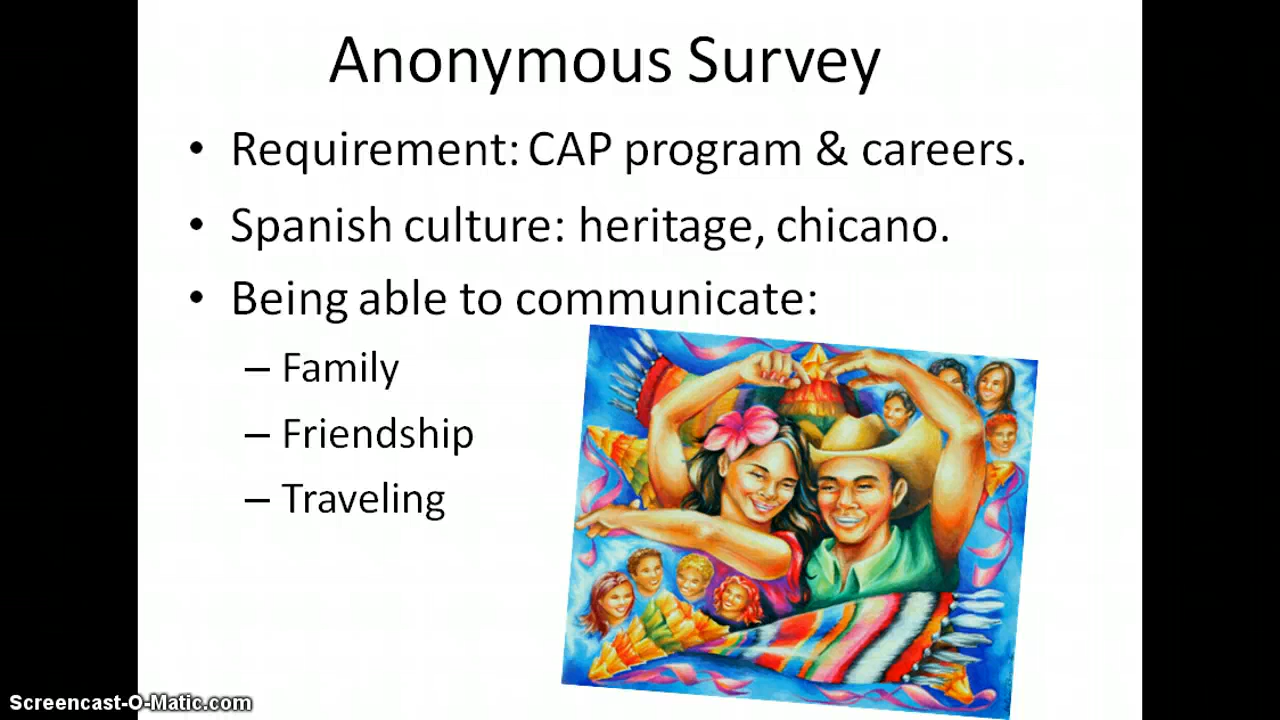 Anonymous Survey
• Requirement: CAP program & careers.
• Spanish culture: heritage, chicano.
• Being able to communicate:
– Family
– Friendship
– Traveling
Screencast-O-Matic.com